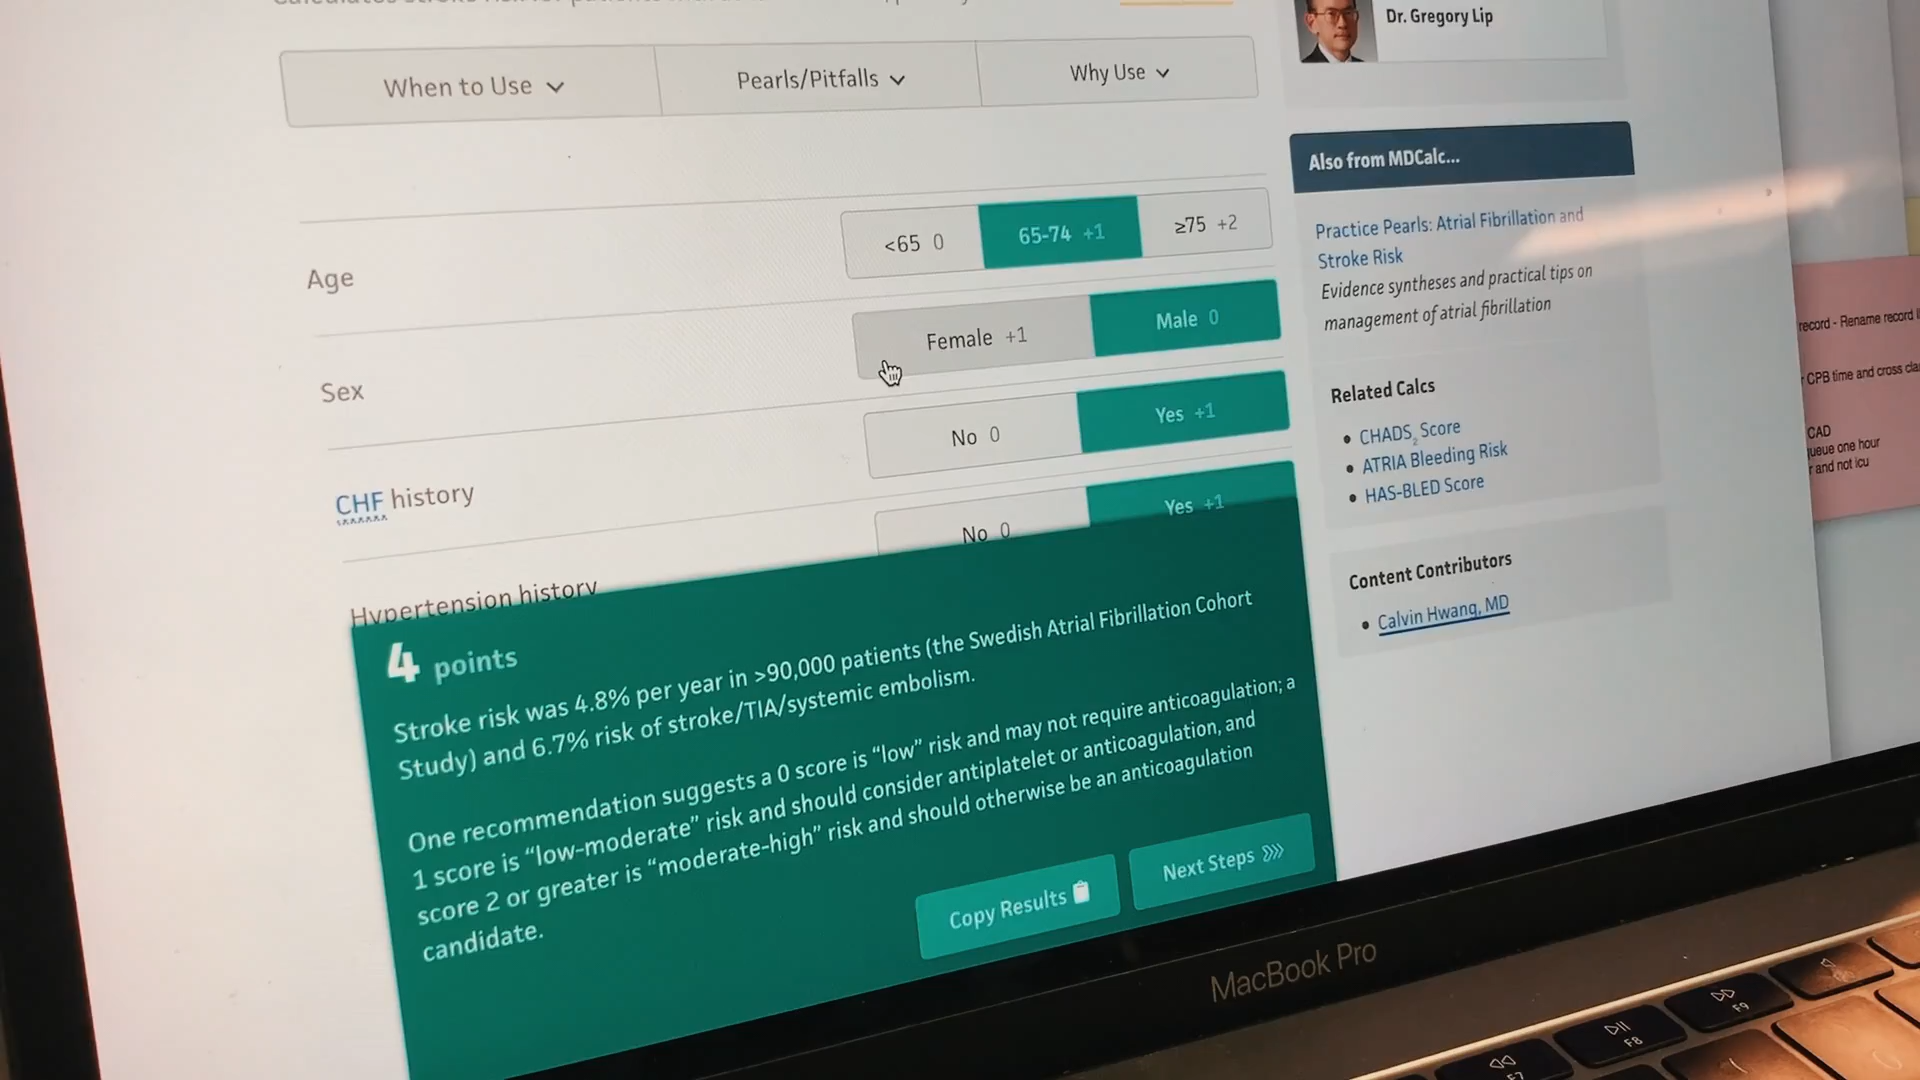 Dr. Gregory Lip
When to Use
Pearls/Pitfalls
Why Use
Also from MDCalc...
Practice Pearls: Atrial Fibrillation and
Stroke Risk
Evidence syntheses and practical tips on
management of atrial fibrillation
Age
<65 0
65-74 +1
≥75 +2
Sex
Female +1
Male 0
CHF history
No 0
Yes +1
Hypertension history
No 0
Yes +1
Related Calcs
CHADS₂ Score
ATRIA Bleeding Risk
HAS-BLED Score
Content Contributors
Calvin Hwang, MD
4 points
Stroke risk was 4.8% per year in >90,000 patients (the Swedish Atrial Fibrillation Cohort
Study) and 6.7% risk of stroke/TIA/systemic embolism.
One recommendation suggests a 0 score is “low” risk and may not require anticoagulation; a
1 score is “low-moderate” risk and should consider antiplatelet or anticoagulation, and
score 2 or greater is “moderate-high” risk and should otherwise be an anticoagulation
candidate.
Copy Results
Next Steps
record - Rename record
CPB time and cross
CAD
one hour
and not icu
MacBook Pro
F7
F8
F9